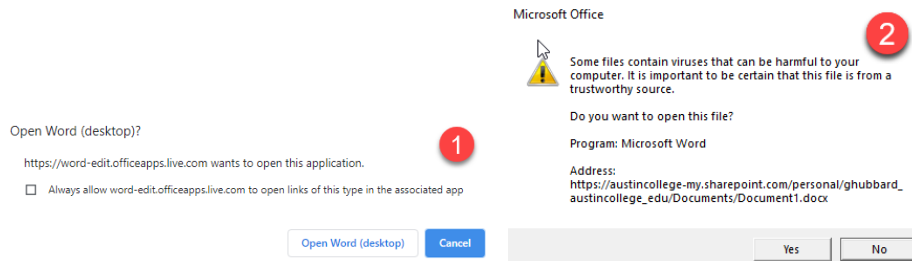 Open Word (desktop)?
https://word-edit.officeapps.live.com wants to open this application.
Always allow word-edit.officeapps.live.com to open links of this type in the associated app
Open Word (desktop)
Cancel
1
Microsoft Office
2
Some files contain viruses that can be harmful to your
computer. It is important to be certain that this file is from a
trustworthy source.
Do you want to open this file?
Program: Microsoft Word
Address:
https://austincollege-my.sharepoint.com/personal/ghubbard_
austincollege_edu/Documents/Document1.docx
Yes
No